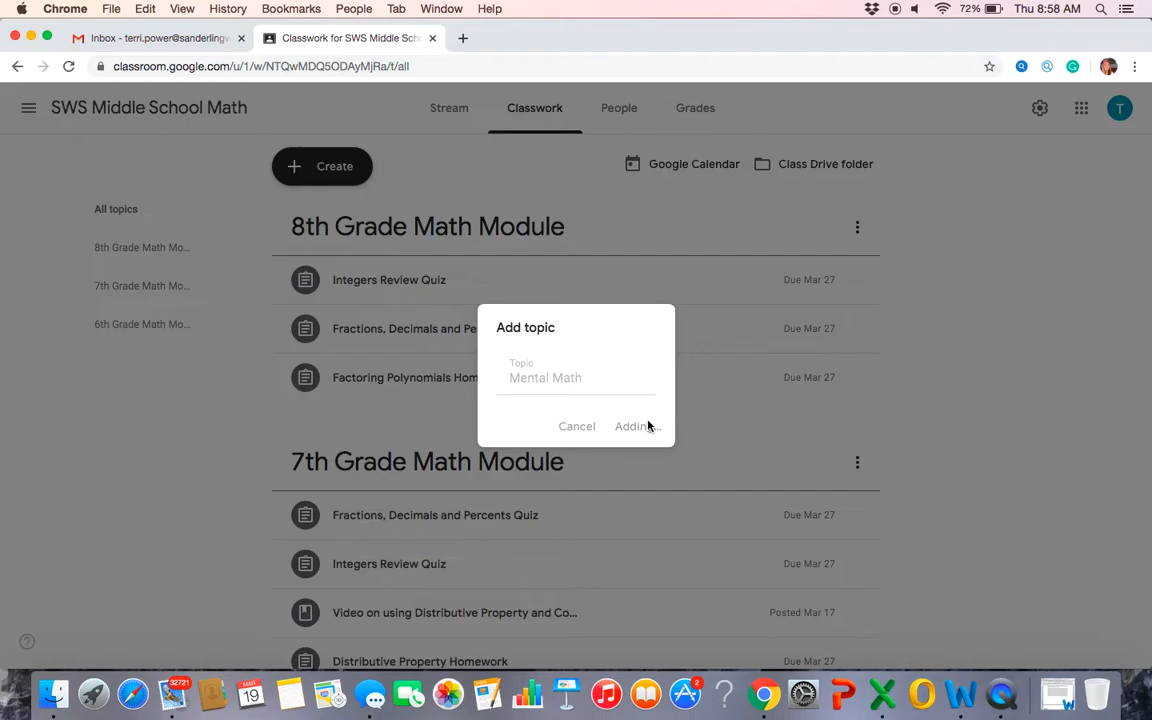 Chrome File Edit View History Bookmarks People Tab Window Help 72% Thu 8:58 AM
Inbox - terri.power@sanderlingw
Classwork for SWS Middle Sch
classroom.google.com/u/1/w/NTQwMDQ5ODAyMjRa/t/all
SWS Middle School Math
Stream Classwork People Grades
T
Create
Google Calendar
Class Drive folder
All topics
8th Grade Math Mo...
7th Grade Math Mo...
6th Grade Math Mo...
8th Grade Math Module
Integers Review Quiz Due Mar 27
Fractions, Decimals and Pe Due Mar 27
Factoring Polynomials Hom Due Mar 27
Add topic
Topic
Mental Math
Cancel
7th Grade Math Module
Fractions, Decimals and Percents Quiz Due Mar 27
Integers Review Quiz Due Mar 27
Video on using Distributive Property and Co... Posted Mar 17
Distributive Property Homework Due Mar 27
32721
MAR
19
2